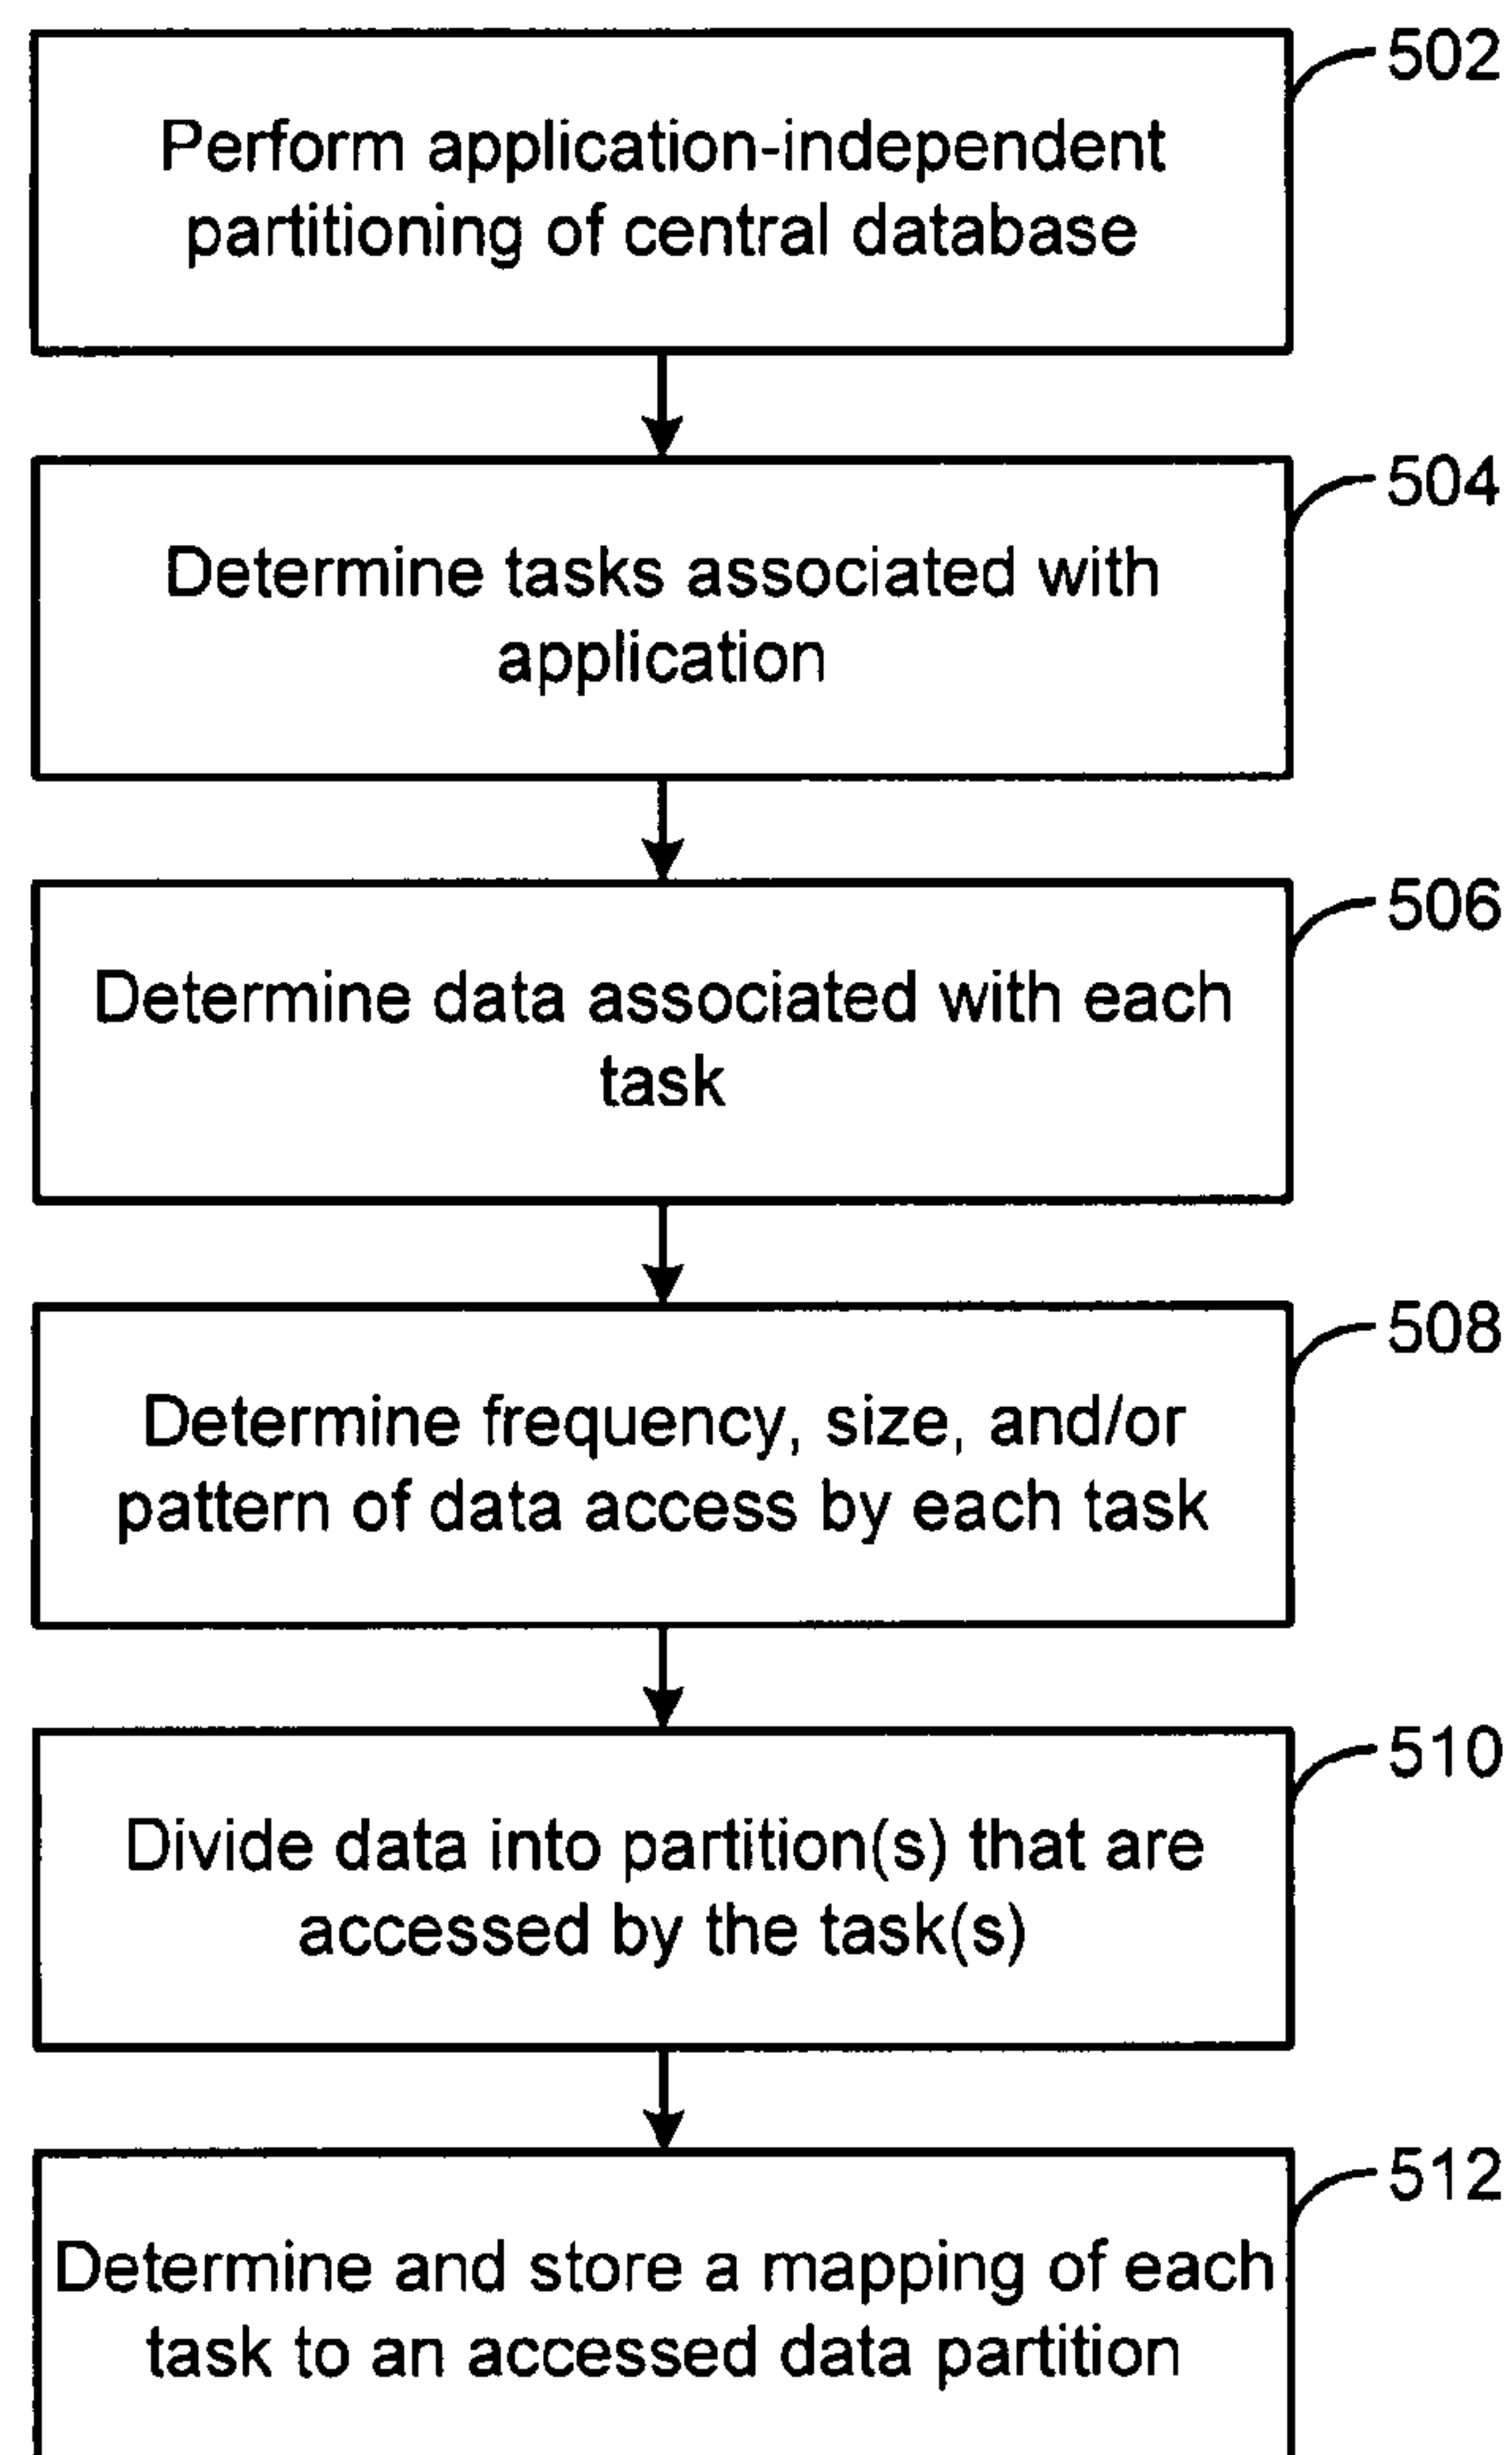 502
Perform application-independent
partitioning of central database
504
Determine tasks associated with
application
506
Determine data associated with each
task
508
Determine frequency, size, and/or
pattern of data access by each task
510
Divide data into partition(s) that are
accessed by the task(s)
512
Determine and store a mapping of each
task to an accessed data partition